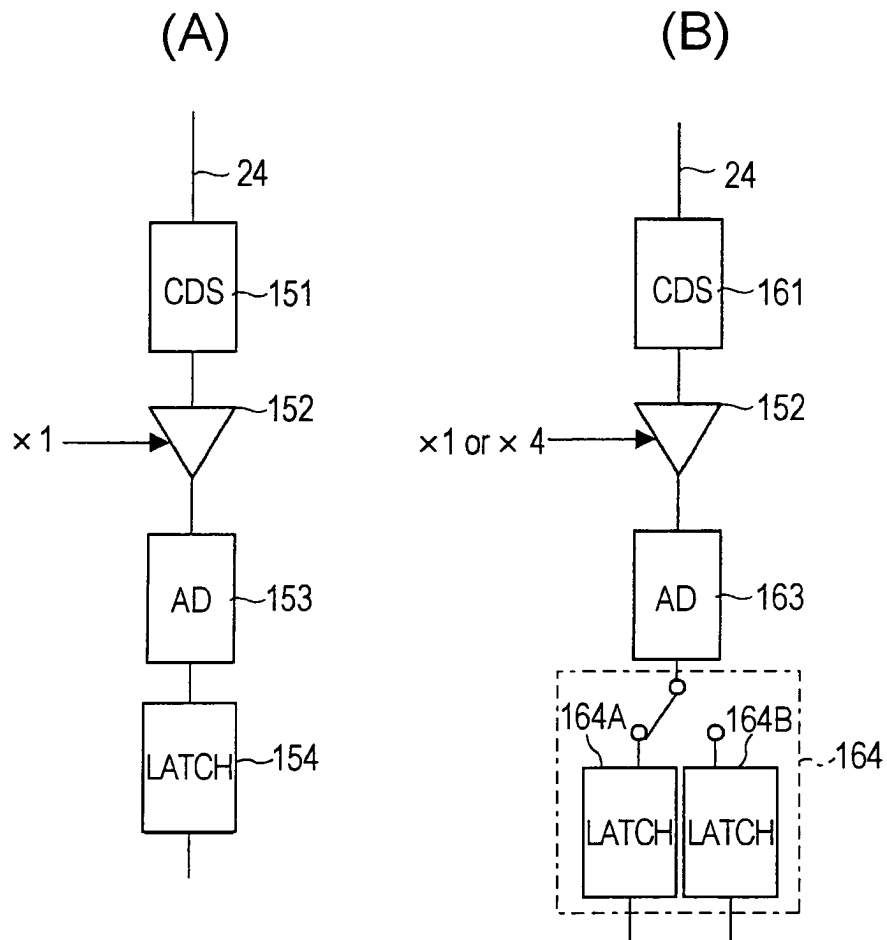 (A)
24
CDS
151
152
× 1
AD
153
LATCH
154
(B)
24
CDS
161
152
×1 or × 4
AD
163
164A
164B
164
LATCH
LATCH